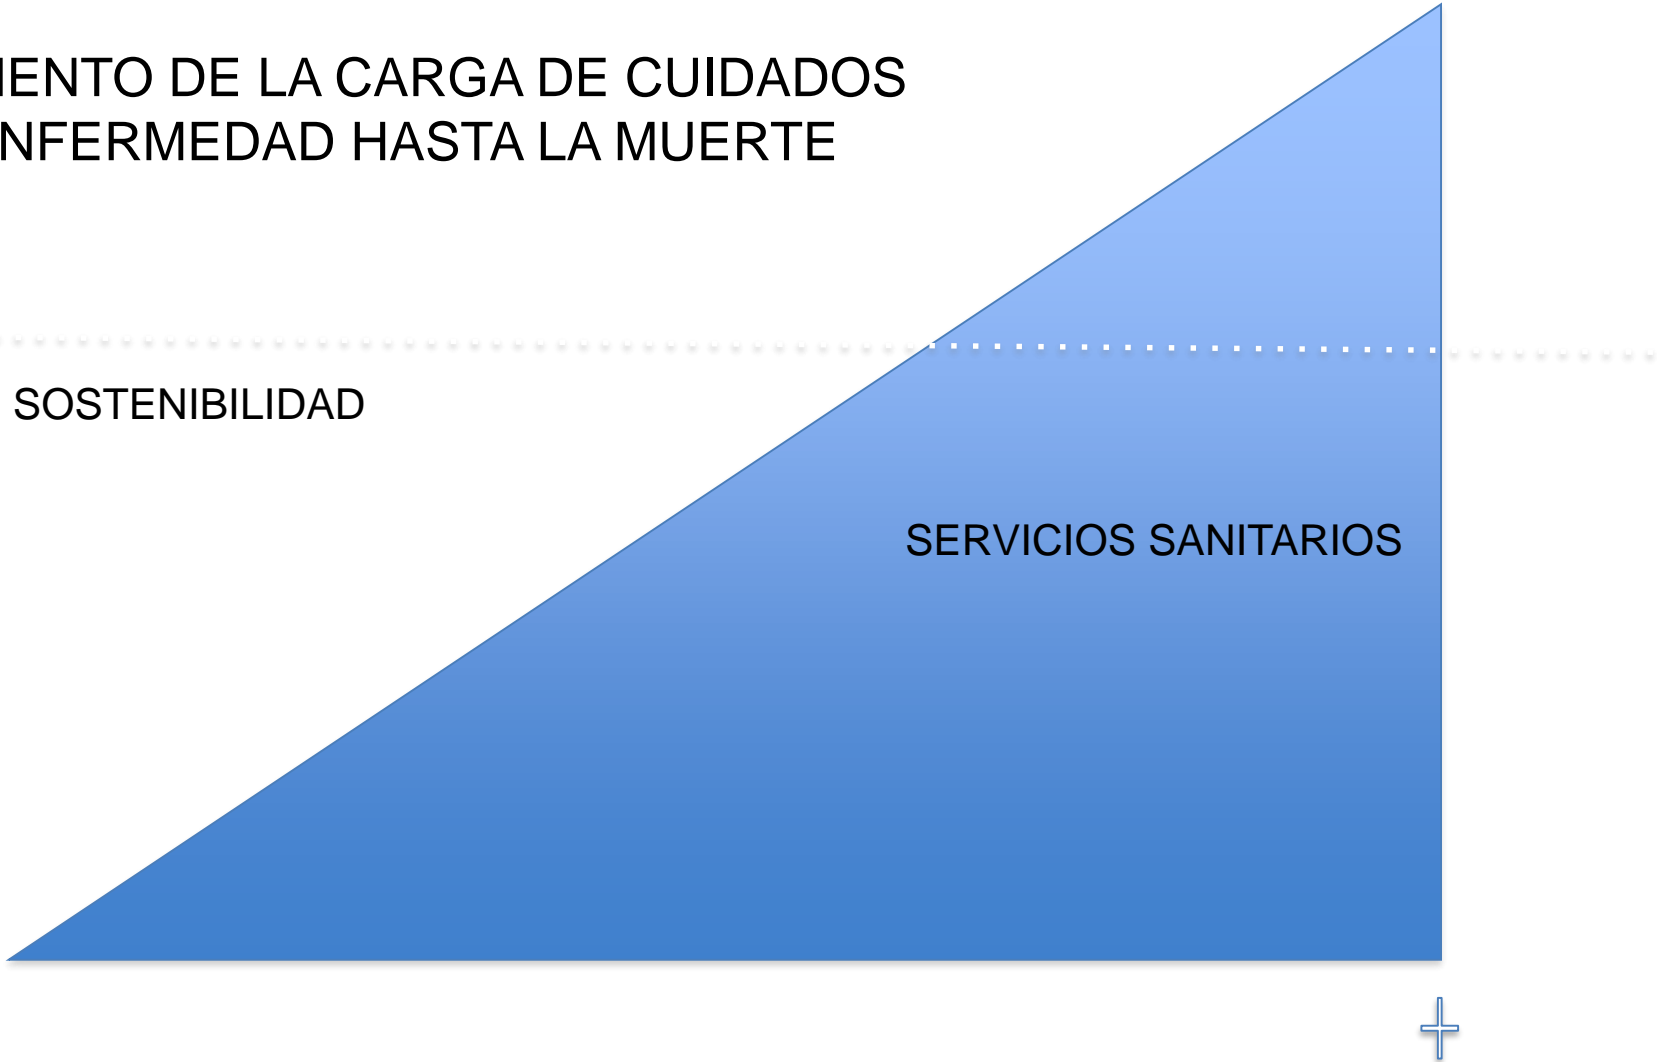 IENTO DE LA CARGA DE CUIDADOS
NFERMEDAD HASTA LA MUERTE
SOSTENIBILIDAD
SERVICIOS SANITARIOS